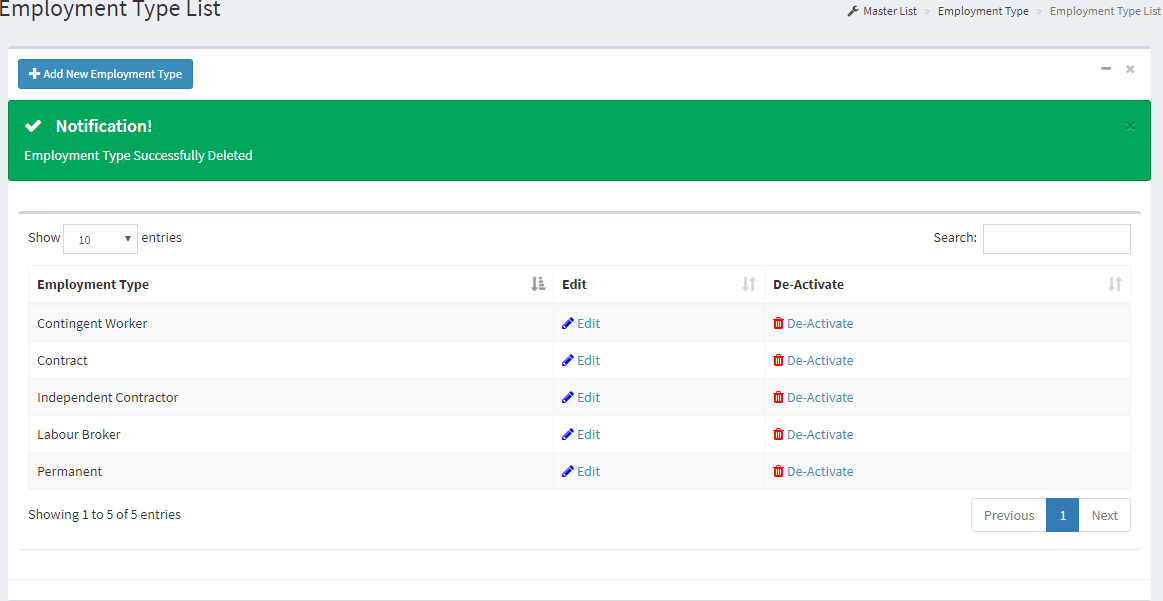 Employment Type List
Master List > Employment Type > Employment Type List
Add New Employment Type
Notification!
Employment Type Successfully Deleted
Show 10 entries Search:
Employment Type Edit De-Activate
Contingent Worker Edit De-Activate
Contract Edit De-Activate
Independent Contractor Edit De-Activate
Labour Broker Edit De-Activate
Permanent Edit De-Activate
Showing 1 to 5 of 5 entries Previous 1 Next